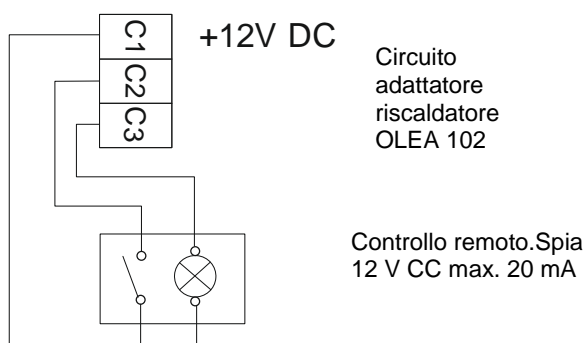 C1
C2
C3
+12V DC
Circuito
adattatore
riscaldatore
OLEA 102
Controllo remoto.Spia
12 V CC max. 20 mA